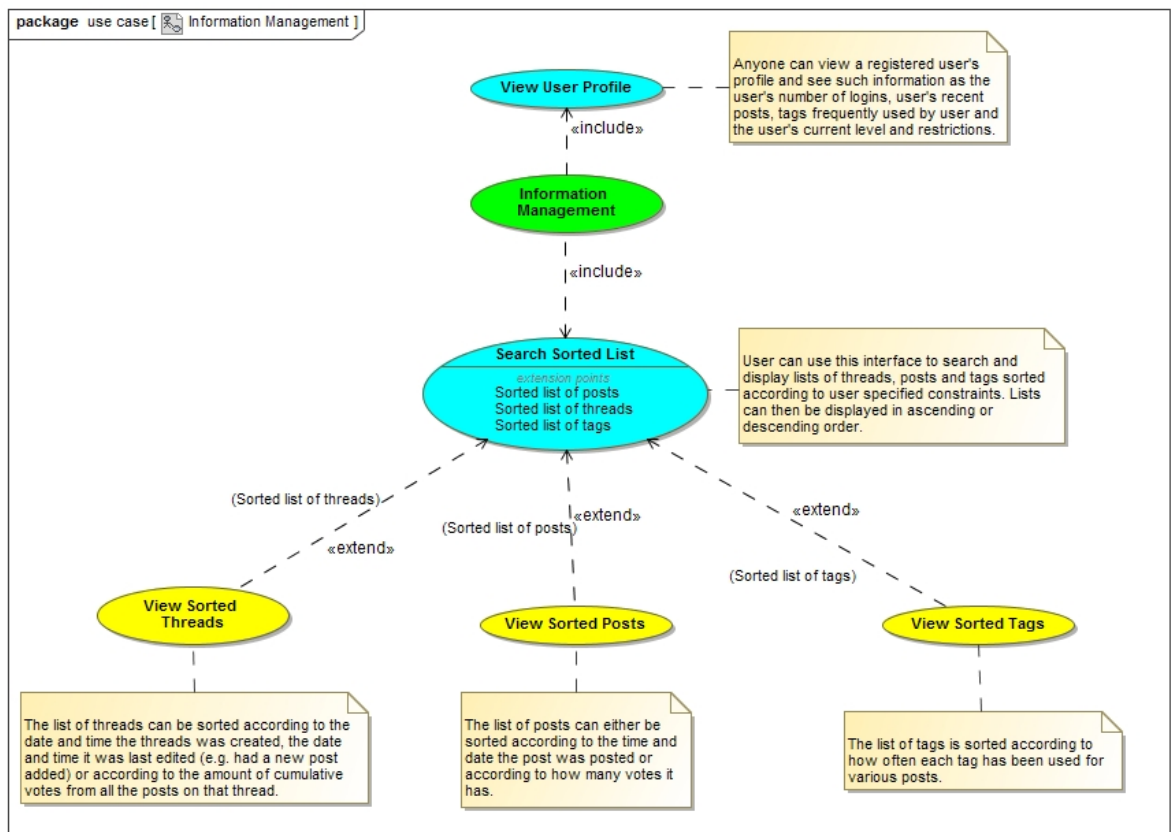 package use case [ Information Management ]
View User Profile
Anyone can view a registered user's
profile and see such information as the
user's number of logins, user's recent
posts, tags frequently used by user and
the user's current level and restrictions.
«include»
Information
Management
«include»
Search Sorted List
extension points
Sorted list of posts
Sorted list of threads
Sorted list of tags
User can use this interface to search and
display lists of threads, posts and tags sorted
according to user specified constraints. Lists
can then be displayed in ascending or
descending order.
(Sorted list of threads)
«extend»
(Sorted list of posts)
«extend»
«extend»
(Sorted list of tags)
View Sorted
Threads
View Sorted Posts
View Sorted Tags
The list of threads can be sorted according to the
date and time the threads was created, the date
and time it was last edited (e.g. had a new post
added) or according to the amount of cumulative
votes from all the posts on that thread.
The list of posts can either be
sorted according to the time and
date the post was posted or
according to how many votes it
has.
The list of tags is sorted according to
how often each tag has been used for
various posts.